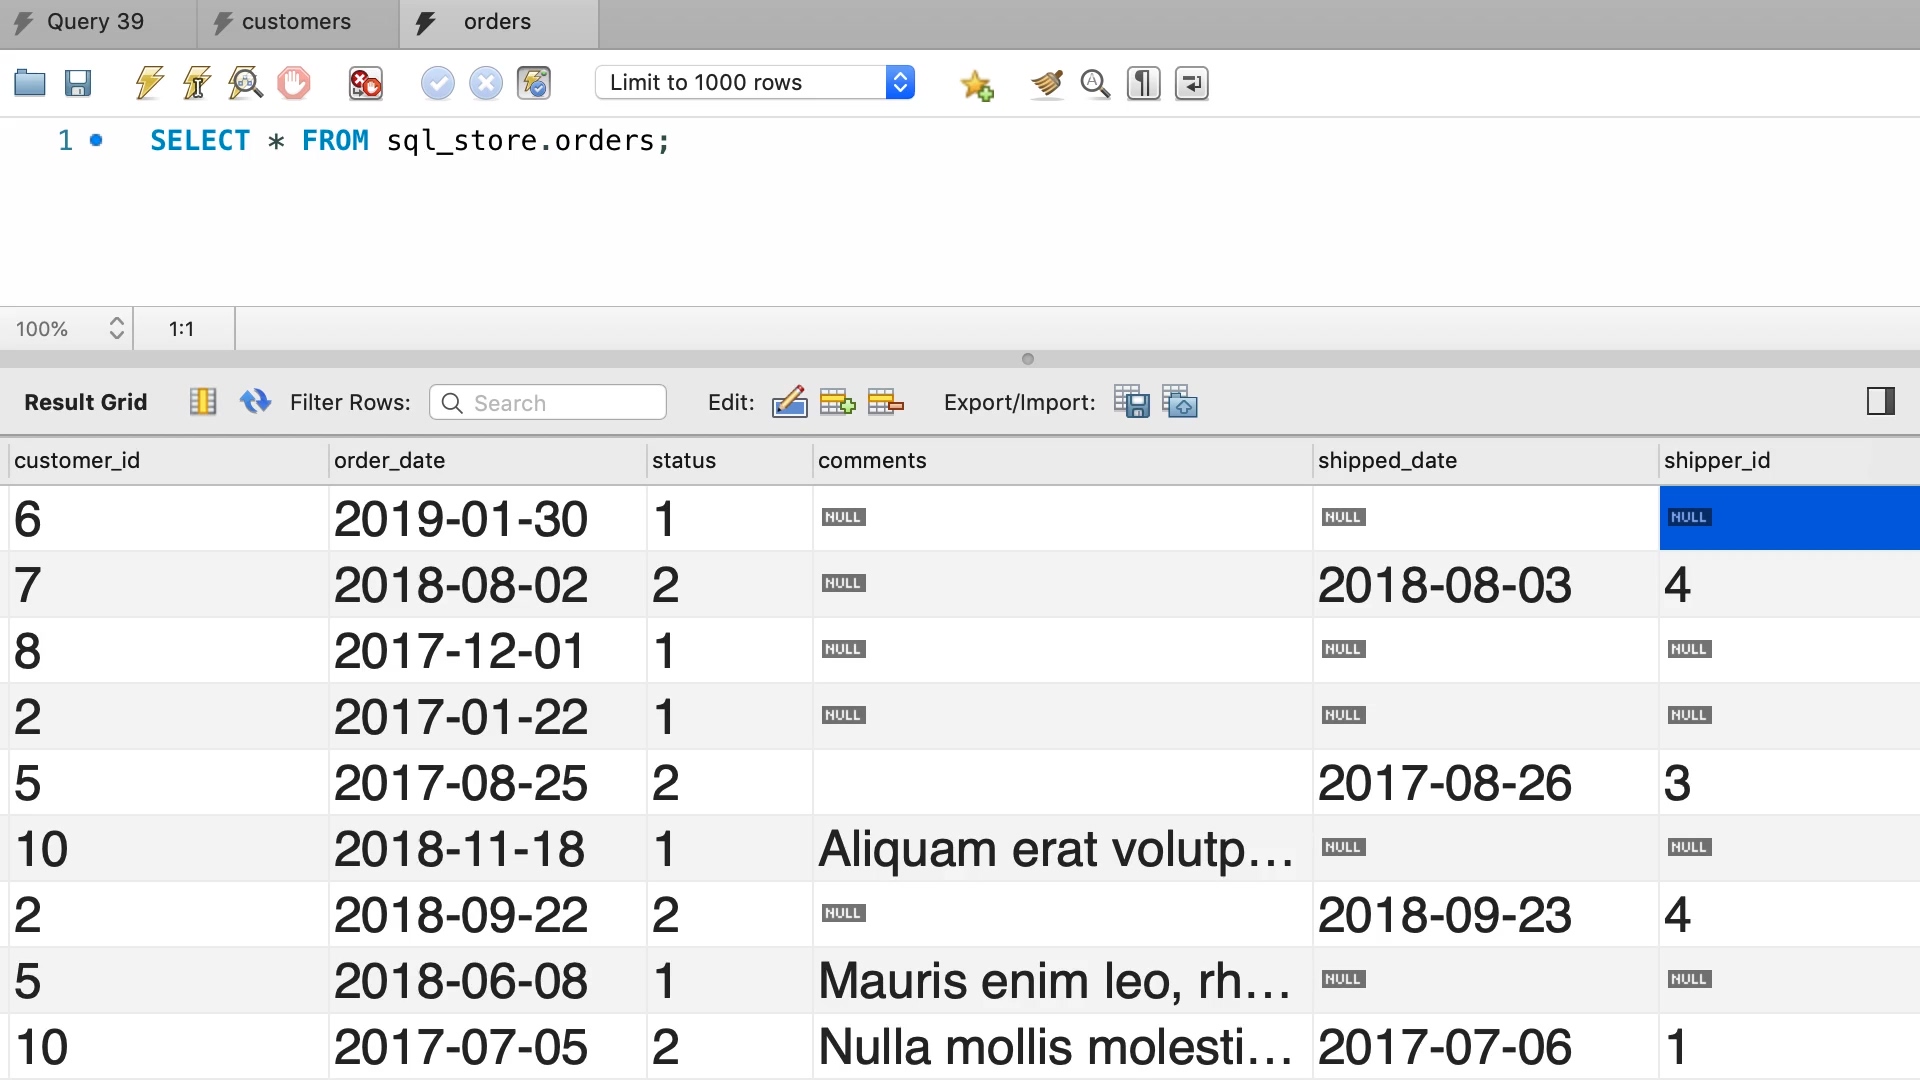 Query 39 customers orders
Limit to 1000 rows
1 SELECT * FROM sql_store.orders;
100% 1:1
Result Grid Filter Rows: Search Edit: Export/Import:
customer_id order_date status comments shipped_date shipper_id
6 2019-01-30 1 NULL NULL NULL
7 2018-08-02 2 NULL 2018-08-03 4
8 2017-12-01 1 NULL NULL NULL
2 2017-01-22 1 NULL NULL NULL
5 2017-08-25 2 2017-08-26 3
10 2018-11-18 1 Aliquam erat volutp... NULL NULL
2 2018-09-22 2 NULL 2018-09-23 4
5 2018-06-08 1 Mauris enim leo, rh... NULL NULL
10 2017-07-05 2 Nulla mollis molesti... 2017-07-06 1